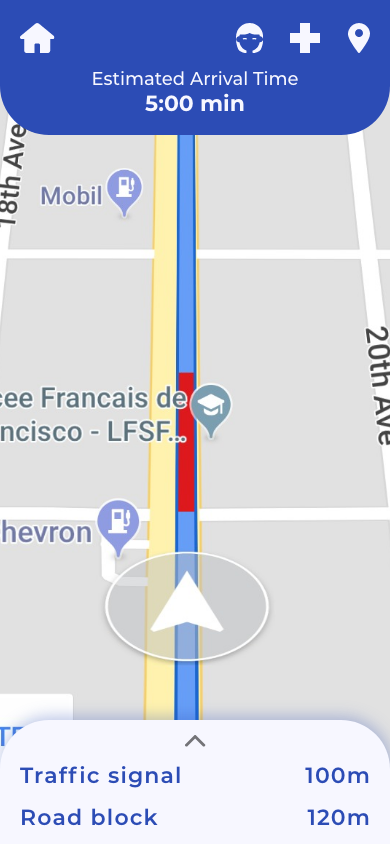 Estimated Arrival Time
5:00 min
18th Ave
Mobil
20th Ave
cee Francais de
ncisco - LFSF...
hevron
Traffic signal 100m
Road block 120m